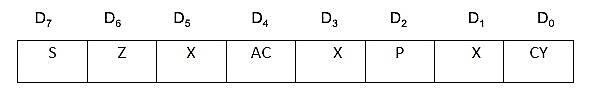 D₇ D₆ D₅ D₄ D₃ D₂ D₁ D₀
S Z X AC X P X CY